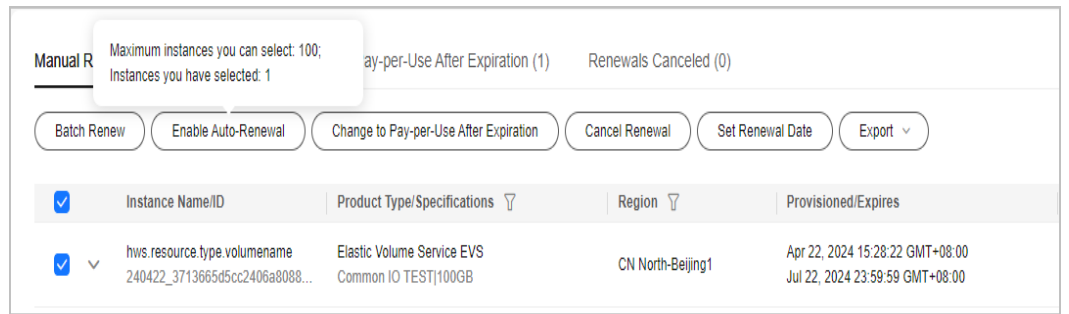 Maximum instances you can select: 100;
Instances you have selected: 1
Manual R ay-per-Use After Expiration (1) Renewals Canceled (0)
Batch Renew Enable Auto-Renewal Change to Pay-per-Use After Expiration Cancel Renewal Set Renewal Date Export
Instance Name/ID Product Type/Specifications Region Provisioned/Expires
hws.resource.type.volumename Elastic Volume Service EVS CN North-Beijing1 Apr 22, 2024 15:28:22 GMT+08:00
240422_3713665d5cc2406a8088... Common IO TEST|100GB Jul 22, 2024 23:59:59 GMT+08:00